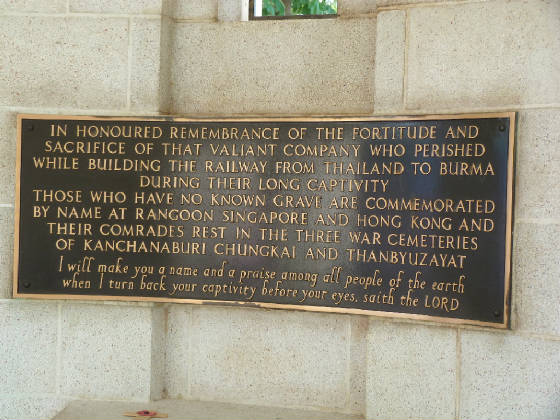 IN HONOURED REMEMBRANCE OF THE FORTITUDE AND
SACRIFICE OF THAT VALIANT COMPANY WHO PERISHED
WHILE BUILDING THE RAILWAY FROM THAILAND TO BURMA
DURING THEIR LONG CAPTIVITY
THOSE WHO HAVE NO KNOWN GRAVE ARE COMMEMORATED
BY NAME AT RANGOON SINGAPORE AND HONG KONG AND
THEIR COMRADES REST IN THE THREE WAR CEMETERIES
OF KANCHANABURI CHUNGKAI AND THANBYUZAYAT
I will make you a name and a praise among all people of the earth
when I turn back your captivity before your eyes, saith the LORD